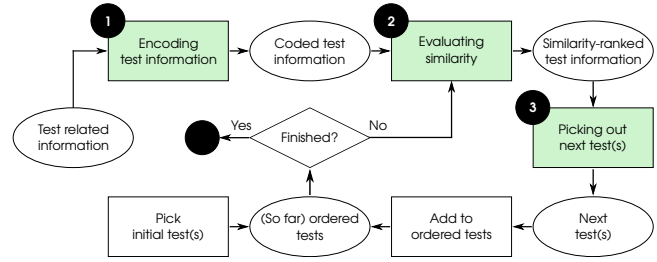 1
Encoding
test information
Coded test
information
2
Evaluating
similarity
Similarity-ranked
test information
Test related
information
Yes
Finished?
No
3
Picking out
next test(s)
Pick
initial test(s)
(So far) ordered
tests
Add to
ordered tests
Next
test(s)